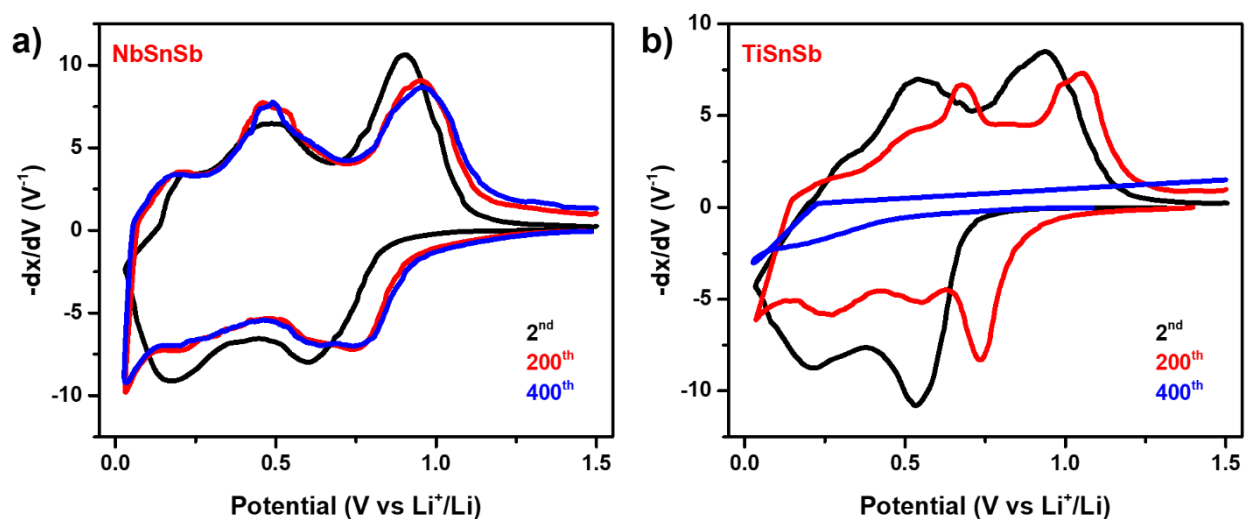 a)
NbSnSb
-dx/dV (V⁻¹)
10
5
0
-5
-10
2ⁿᵈ
200ᵗʰ
400ᵗʰ
0.0 0.5 1.0 1.5
Potential (V vs Li⁺/Li)
b)
TiSnSb
-dx/dV (V⁻¹)
10
5
0
-5
-10
2ⁿᵈ
200ᵗʰ
400ᵗʰ
0.0 0.5 1.0 1.5
Potential (V vs Li⁺/Li)